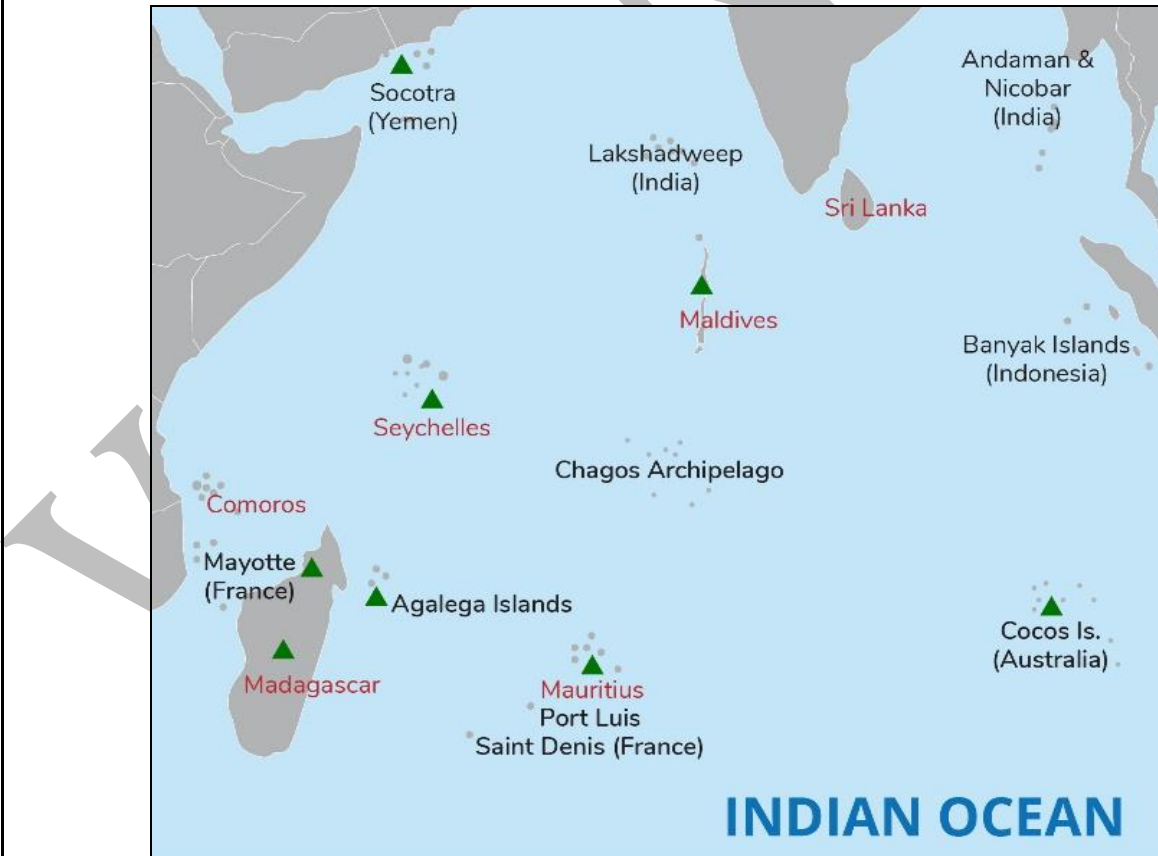 Andaman &
Nicobar
(India)
Socotra
(Yemen)
Lakshadweep
(India)
Sri Lanka
Maldives
Banyak Islands
(Indonesia)
Seychelles
Chagos Archipelago
Comoros
Mayotte
(France)
Agalega Islands
Cocos Is.
(Australia)
Madagascar
Mauritius
Port Luis
Saint Denis (France)
INDIAN OCEAN